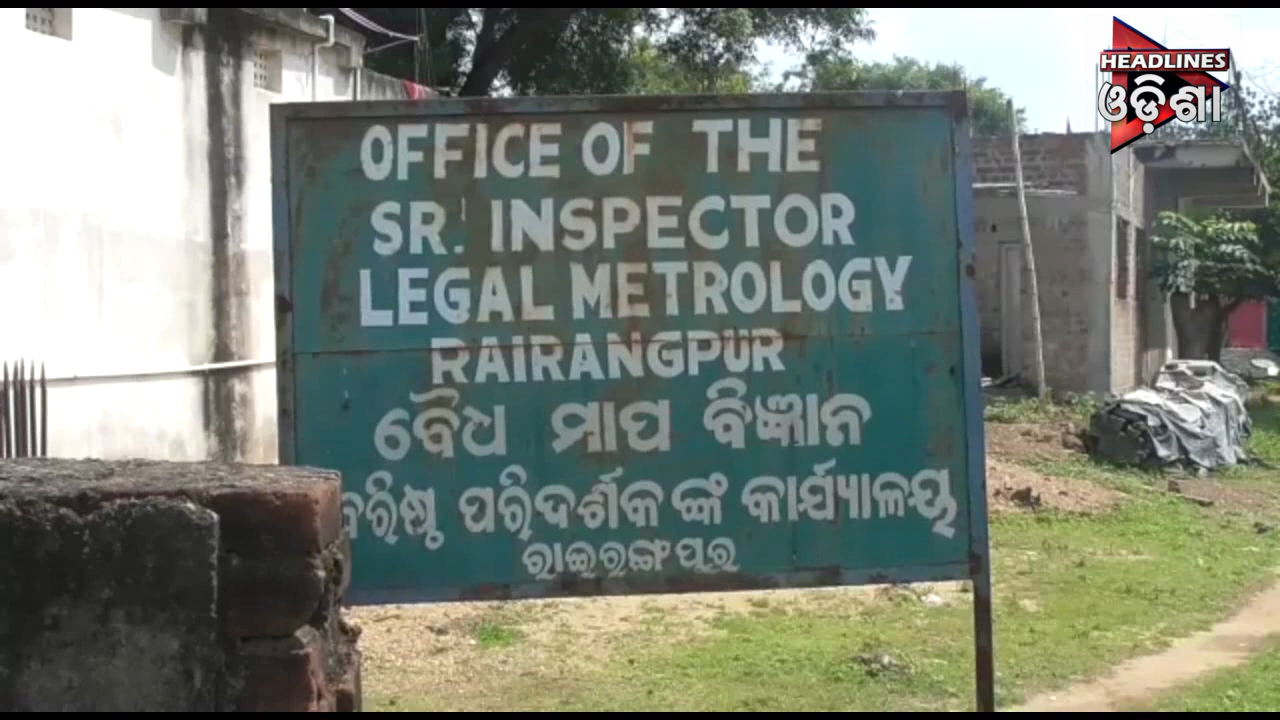 HEADLINES
ଓଡ଼ିଶା
OFFICE OF THE
SR. INSPECTOR
LEGAL METROLOGY
RAIRANGPUR
ବୈଧ ମାପ ବିଜ୍ଞାନ
ବରିଷ୍ଠ ପରିଦର୍ଶକଙ୍କ କାର୍ଯ୍ୟାଳୟ
ରାଇରଙ୍ଗପୁର